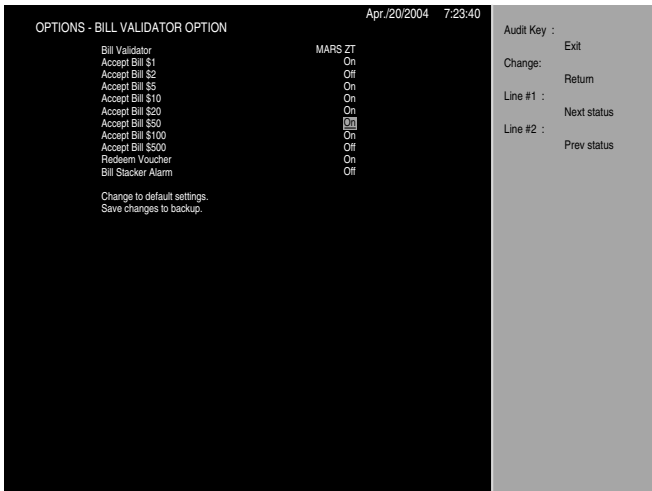 Apr./20/2004 7:23:40
OPTIONS - BILL VALIDATOR OPTION
Bill Validator MARS ZT
Accept Bill $1 On
Accept Bill $2 Off
Accept Bill $5 On
Accept Bill $10 On
Accept Bill $20 On
Accept Bill $50 On
Accept Bill $100 On
Accept Bill $500 Off
Redeem Voucher On
Bill Stacker Alarm Off
Change to default settings.
Save changes to backup.
Audit Key :
Exit
Change:
Return
Line #1 :
Next status
Line #2 :
Prev status